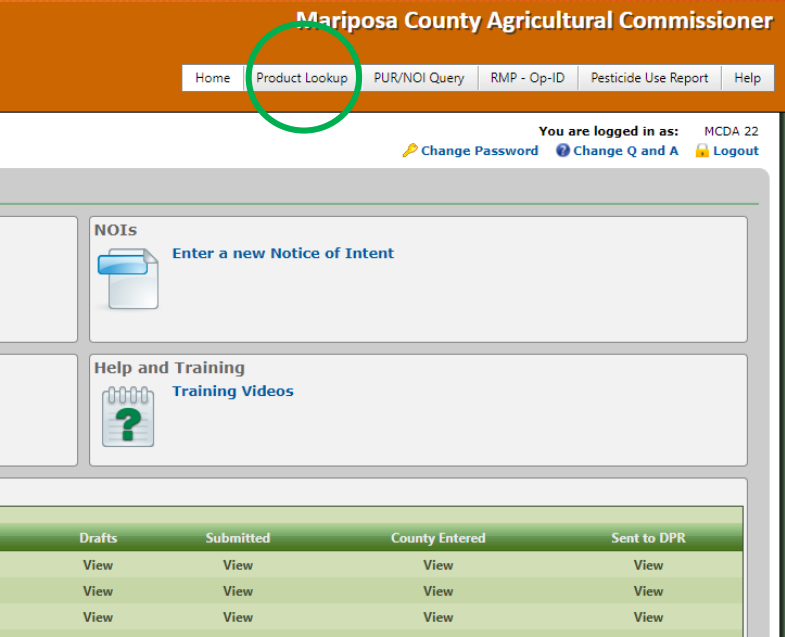 Mariposa County Agricultural Commissioner
Home Product Lookup PUR/NOI Query RMP - Op-ID Pesticide Use Report Help
You are logged in as: MCDA 22
Change Password Change Q and A Logout
NOIs
Enter a new Notice of Intent
Help and Training
Training Videos
Drafts Submitted County Entered Sent to DPR
View View View View
View View View View
View View View View